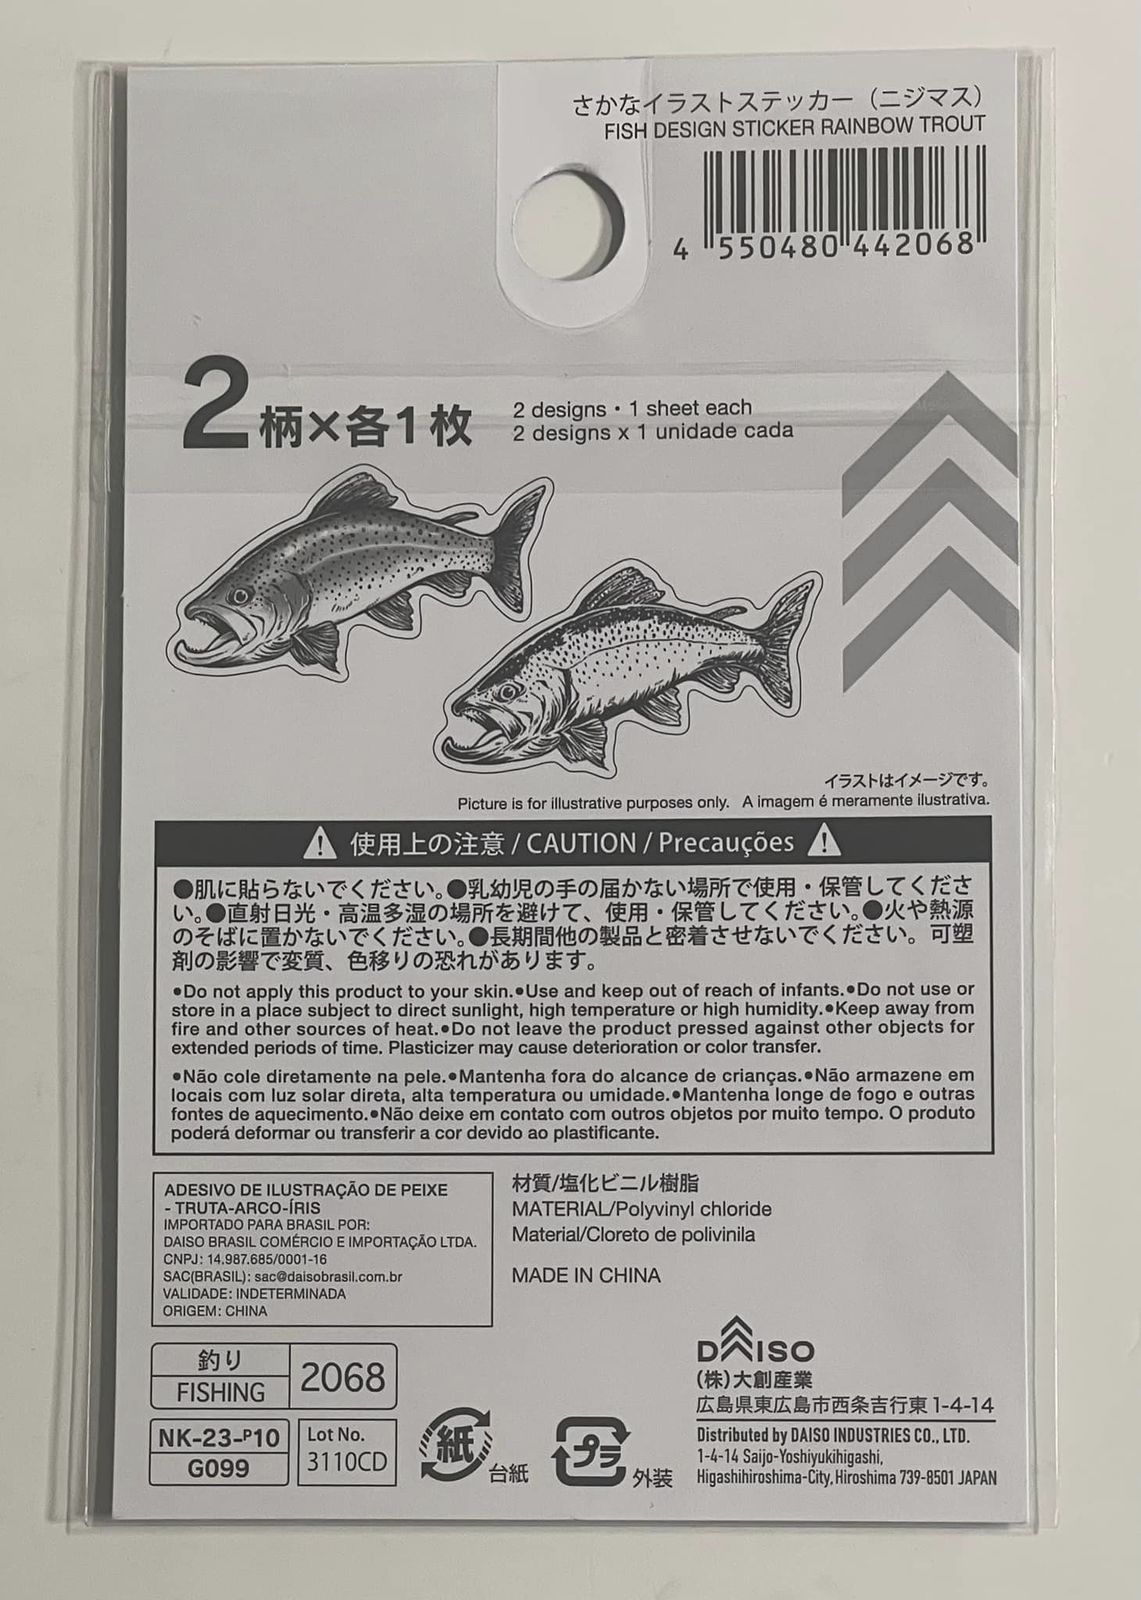 さかなイラストステッカー（ニジマス）
FISH DESIGN STICKER RAINBOW TROUT
4 550480 442068
2柄×各1枚
2 designs・1 sheet each
2 designs x 1 unidade cada
イラストはイメージです。
Picture is for illustrative purposes only. A imagem é meramente ilustrativa.
使用上の注意 / CAUTION / Precauções
●肌に貼らないでください。●乳幼児の手の届かない場所で使用・保管してくださ
い。●直射日光・高温多湿の場所を避けて、使用・保管してください。●火や熱源
のそばに置かないでください。●長期間他の製品と密着させないでください。可塑
剤の影響で変質、色移りの恐れがあります。
●Do not apply this product to your skin.●Use and keep out of reach of infants.●Do not use or
store in a place subject to direct sunlight, high temperature or high humidity.●Keep away from
fire and other sources of heat.●Do not leave the product pressed against other objects for
extended periods of time. Plasticizer may cause deterioration or color transfer.
●Não cole diretamente na pele.●Mantenha fora do alcance de crianças.●Não armazene em
locais com luz solar direta, alta temperatura ou umidade.●Mantenha longe de fogo e outras
fontes de aquecimento.●Não deixe em contato com outros objetos por muito tempo. O produto
poderá deformar ou transferir a cor devido ao plastificante.
ADESIVO DE ILUSTRAÇÃO DE PEIXE
- TRUTA-ARCO-ÍRIS
IMPORTADO PARA BRASIL POR:
DAISO BRASIL COMÉRCIO E IMPORTAÇÃO LTDA.
CNPJ: 14.987.685/0001-16
SAC(BRASIL): sac@daisobrasil.com.br
VALIDADE: INDETERMINADA
ORIGEM: CHINA
材質/塩化ビニル樹脂
MATERIAL/Polyvinyl chloride
Material/Cloreto de polivinila
MADE IN CHINA
釣り
FISHING
2068
NK-23-P10
G099
Lot No.
3110CD
紙
台紙
プラ
外装
DAISO
(株)大創産業
広島県東広島市西条吉行東1-4-14
Distributed by DAISO INDUSTRIES CO., LTD.
1-4-14 Saijo-Yoshiyukihigashi,
Higashihiroshima-City, Hiroshima 739-8501 JAPAN